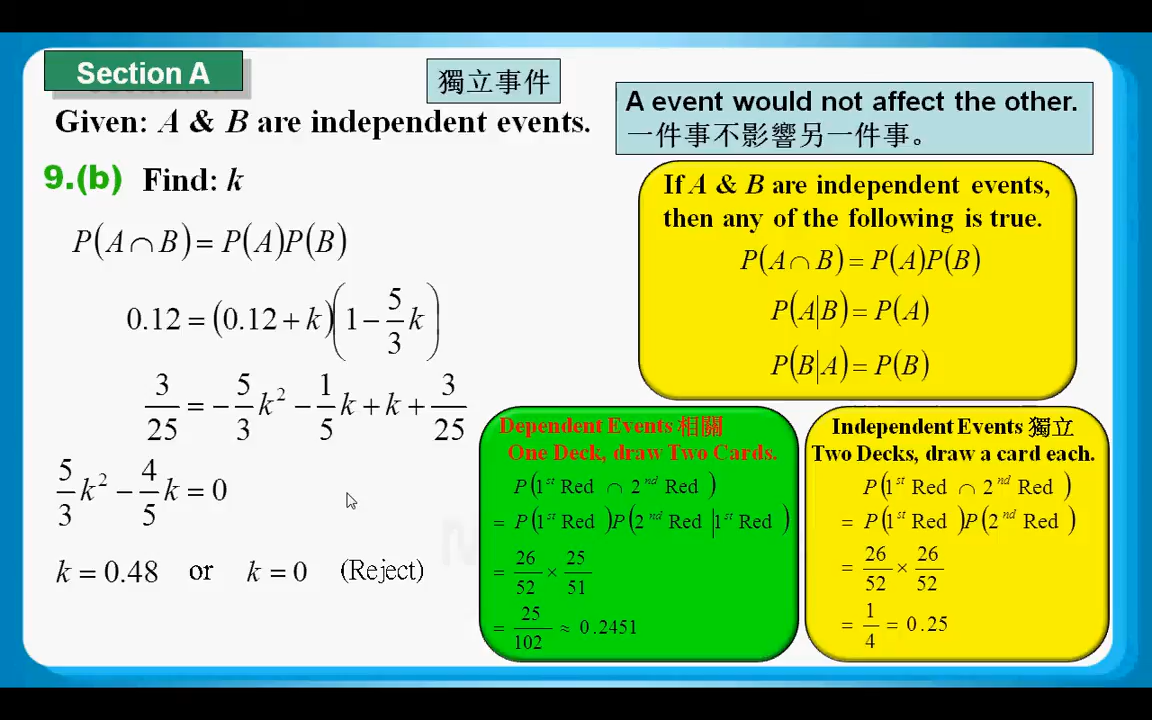 Section A
獨立事件
Given: A & B are independent events.
A event would not affect the other.
一件事不影響另一件事。
9.(b) Find: k
P(A∩B) = P(A)P(B)
0.12 = (0.12 + k)(1 − 5/3 k)
3/25 = −5/3 k² − 1/5 k + k + 3/25
5/3 k² − 4/5 k = 0
k = 0.48 or k = 0 (Reject)
If A & B are independent events,
then any of the following is true.
P(A∩B) = P(A)P(B)
P(A|B) = P(A)
P(B|A) = P(B)
Dependent Events 相關
One Deck, draw Two Cards.
P(1st Red ∩ 2nd Red)
= P(1st Red)P(2nd Red |1st Red)
= 26/52 × 25/51
= 25/102 ≈ 0.2451
Independent Events 獨立
Two Decks, draw a card each.
P(1st Red ∩ 2nd Red)
= P(1st Red)P(2nd Red)
= 26/52 × 26/52
= 1/4 = 0.25